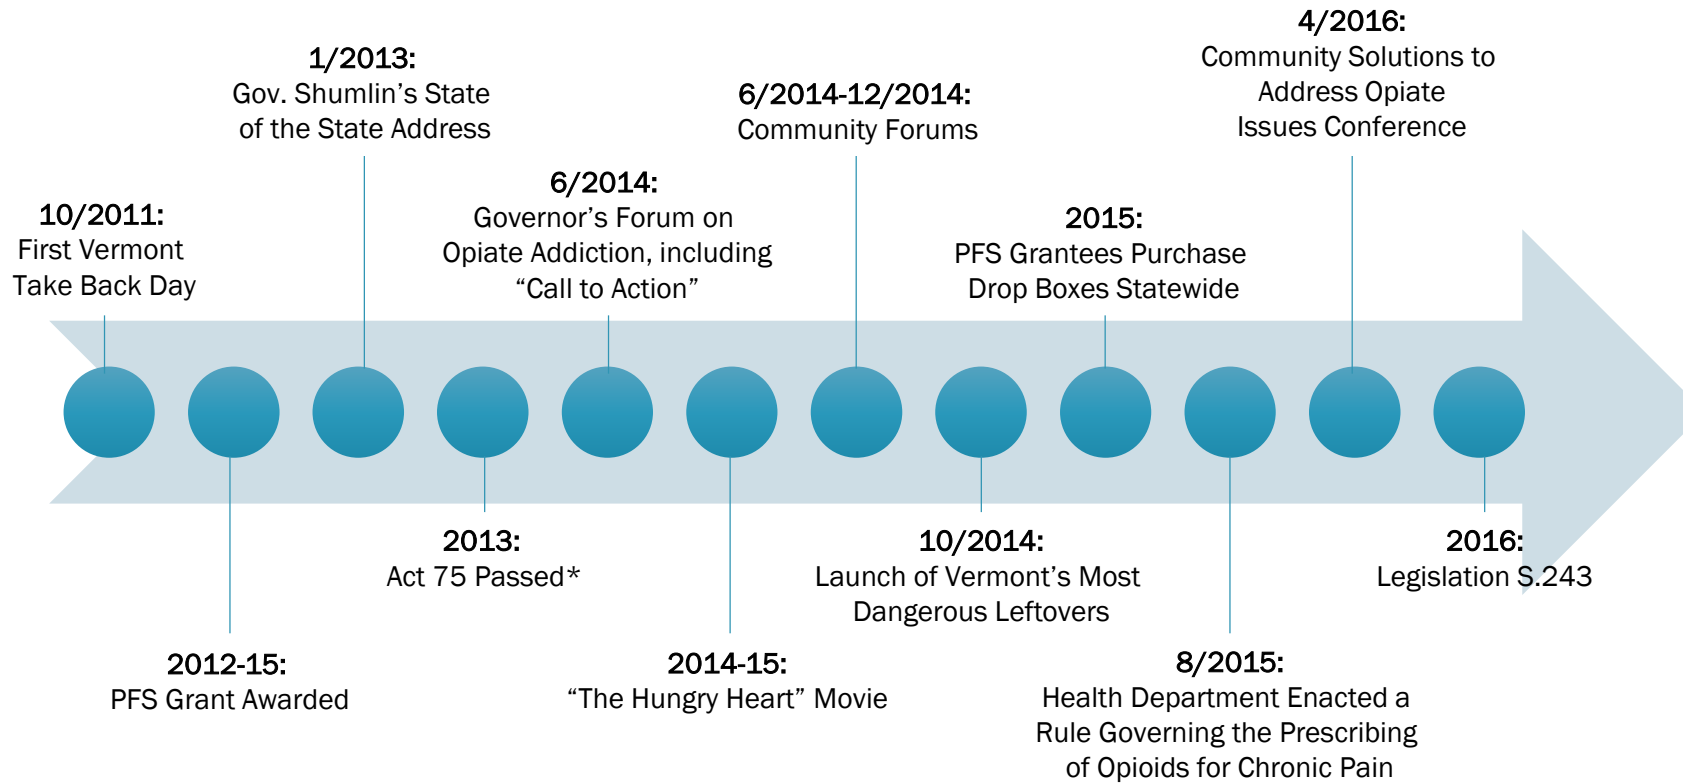 10/2011:
First Vermont
Take Back Day
2012-15:
PFS Grant Awarded
1/2013:
Gov. Shumlin’s State
of the State Address
2013:
Act 75 Passed*
6/2014:
Governor’s Forum on
Opiate Addiction, including
“Call to Action”
2014-15:
“The Hungry Heart” Movie
6/2014-12/2014:
Community Forums
10/2014:
Launch of Vermont’s Most
Dangerous Leftovers
2015:
PFS Grantees Purchase
Drop Boxes Statewide
8/2015:
Health Department Enacted a
Rule Governing the Prescribing
of Opioids for Chronic Pain
4/2016:
Community Solutions to
Address Opiate
Issues Conference
2016:
Legislation S.243